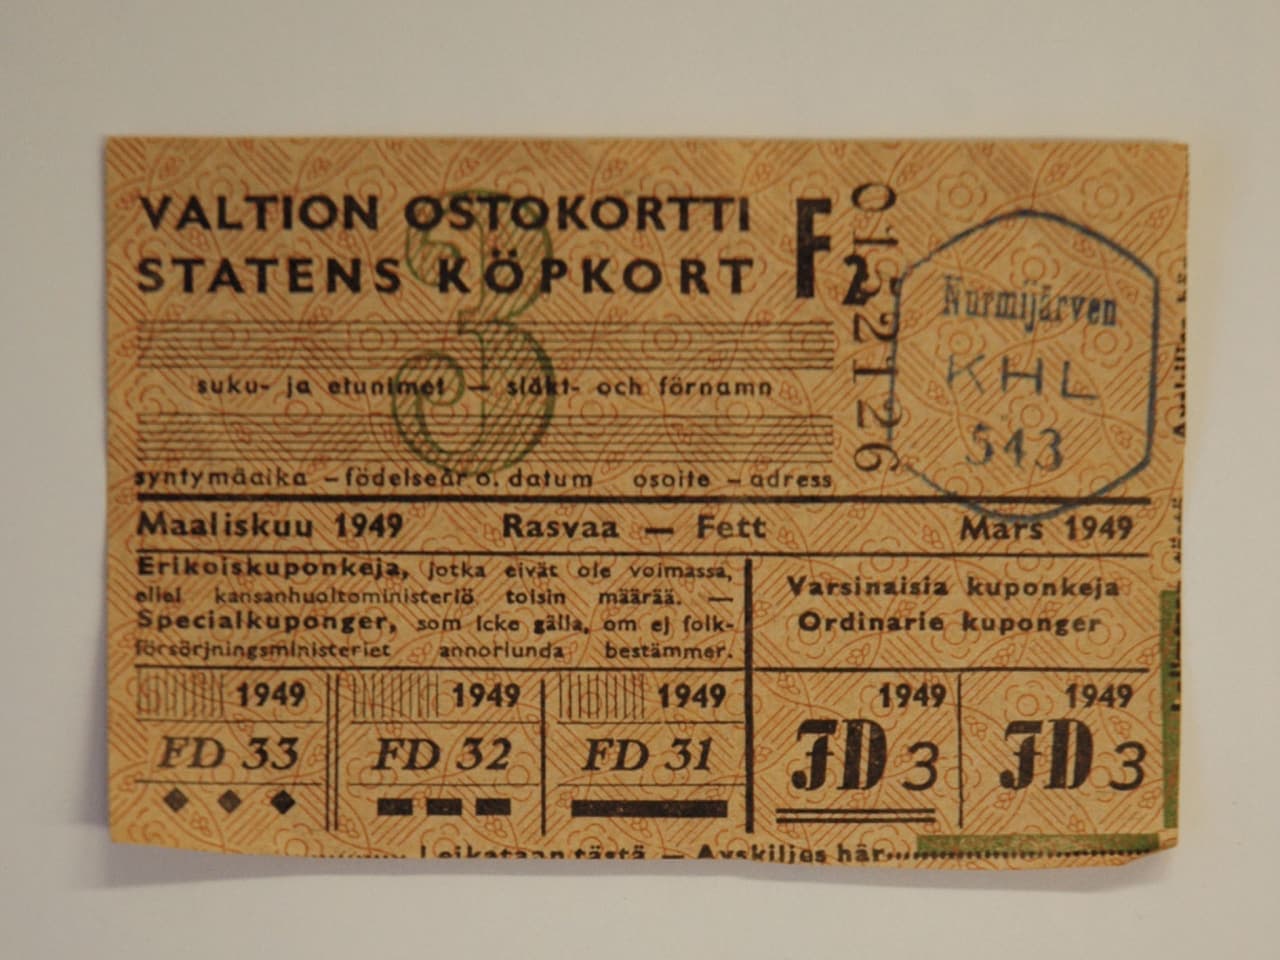 VALTION OSTOKORTTI
STATENS KÖPKORT
F2
3
suku- ja etunimet — släkt- och förnamn
syntymäaika – födelseår o. datum osoite – adress
Nurmijärven
KHL
543
Maaliskuu 1949 Rasvaa — Fett Mars 1949
Erikoiskuponkeja, jotka eivät ole voimassa,
ellei kansanhuoltoministeriö toisin määrää. —
Specialkuponger, som icke gälla, om ej folk-
försörjningsministeriet annorlunda bestämmer.
Varsinaisia kuponkeja
Ordinarie kuponger
1949 1949 1949 1949 1949
FD 33 FD 32 FD 31 FD 3 FD 3
Leikataan tästä — Avskiljes här